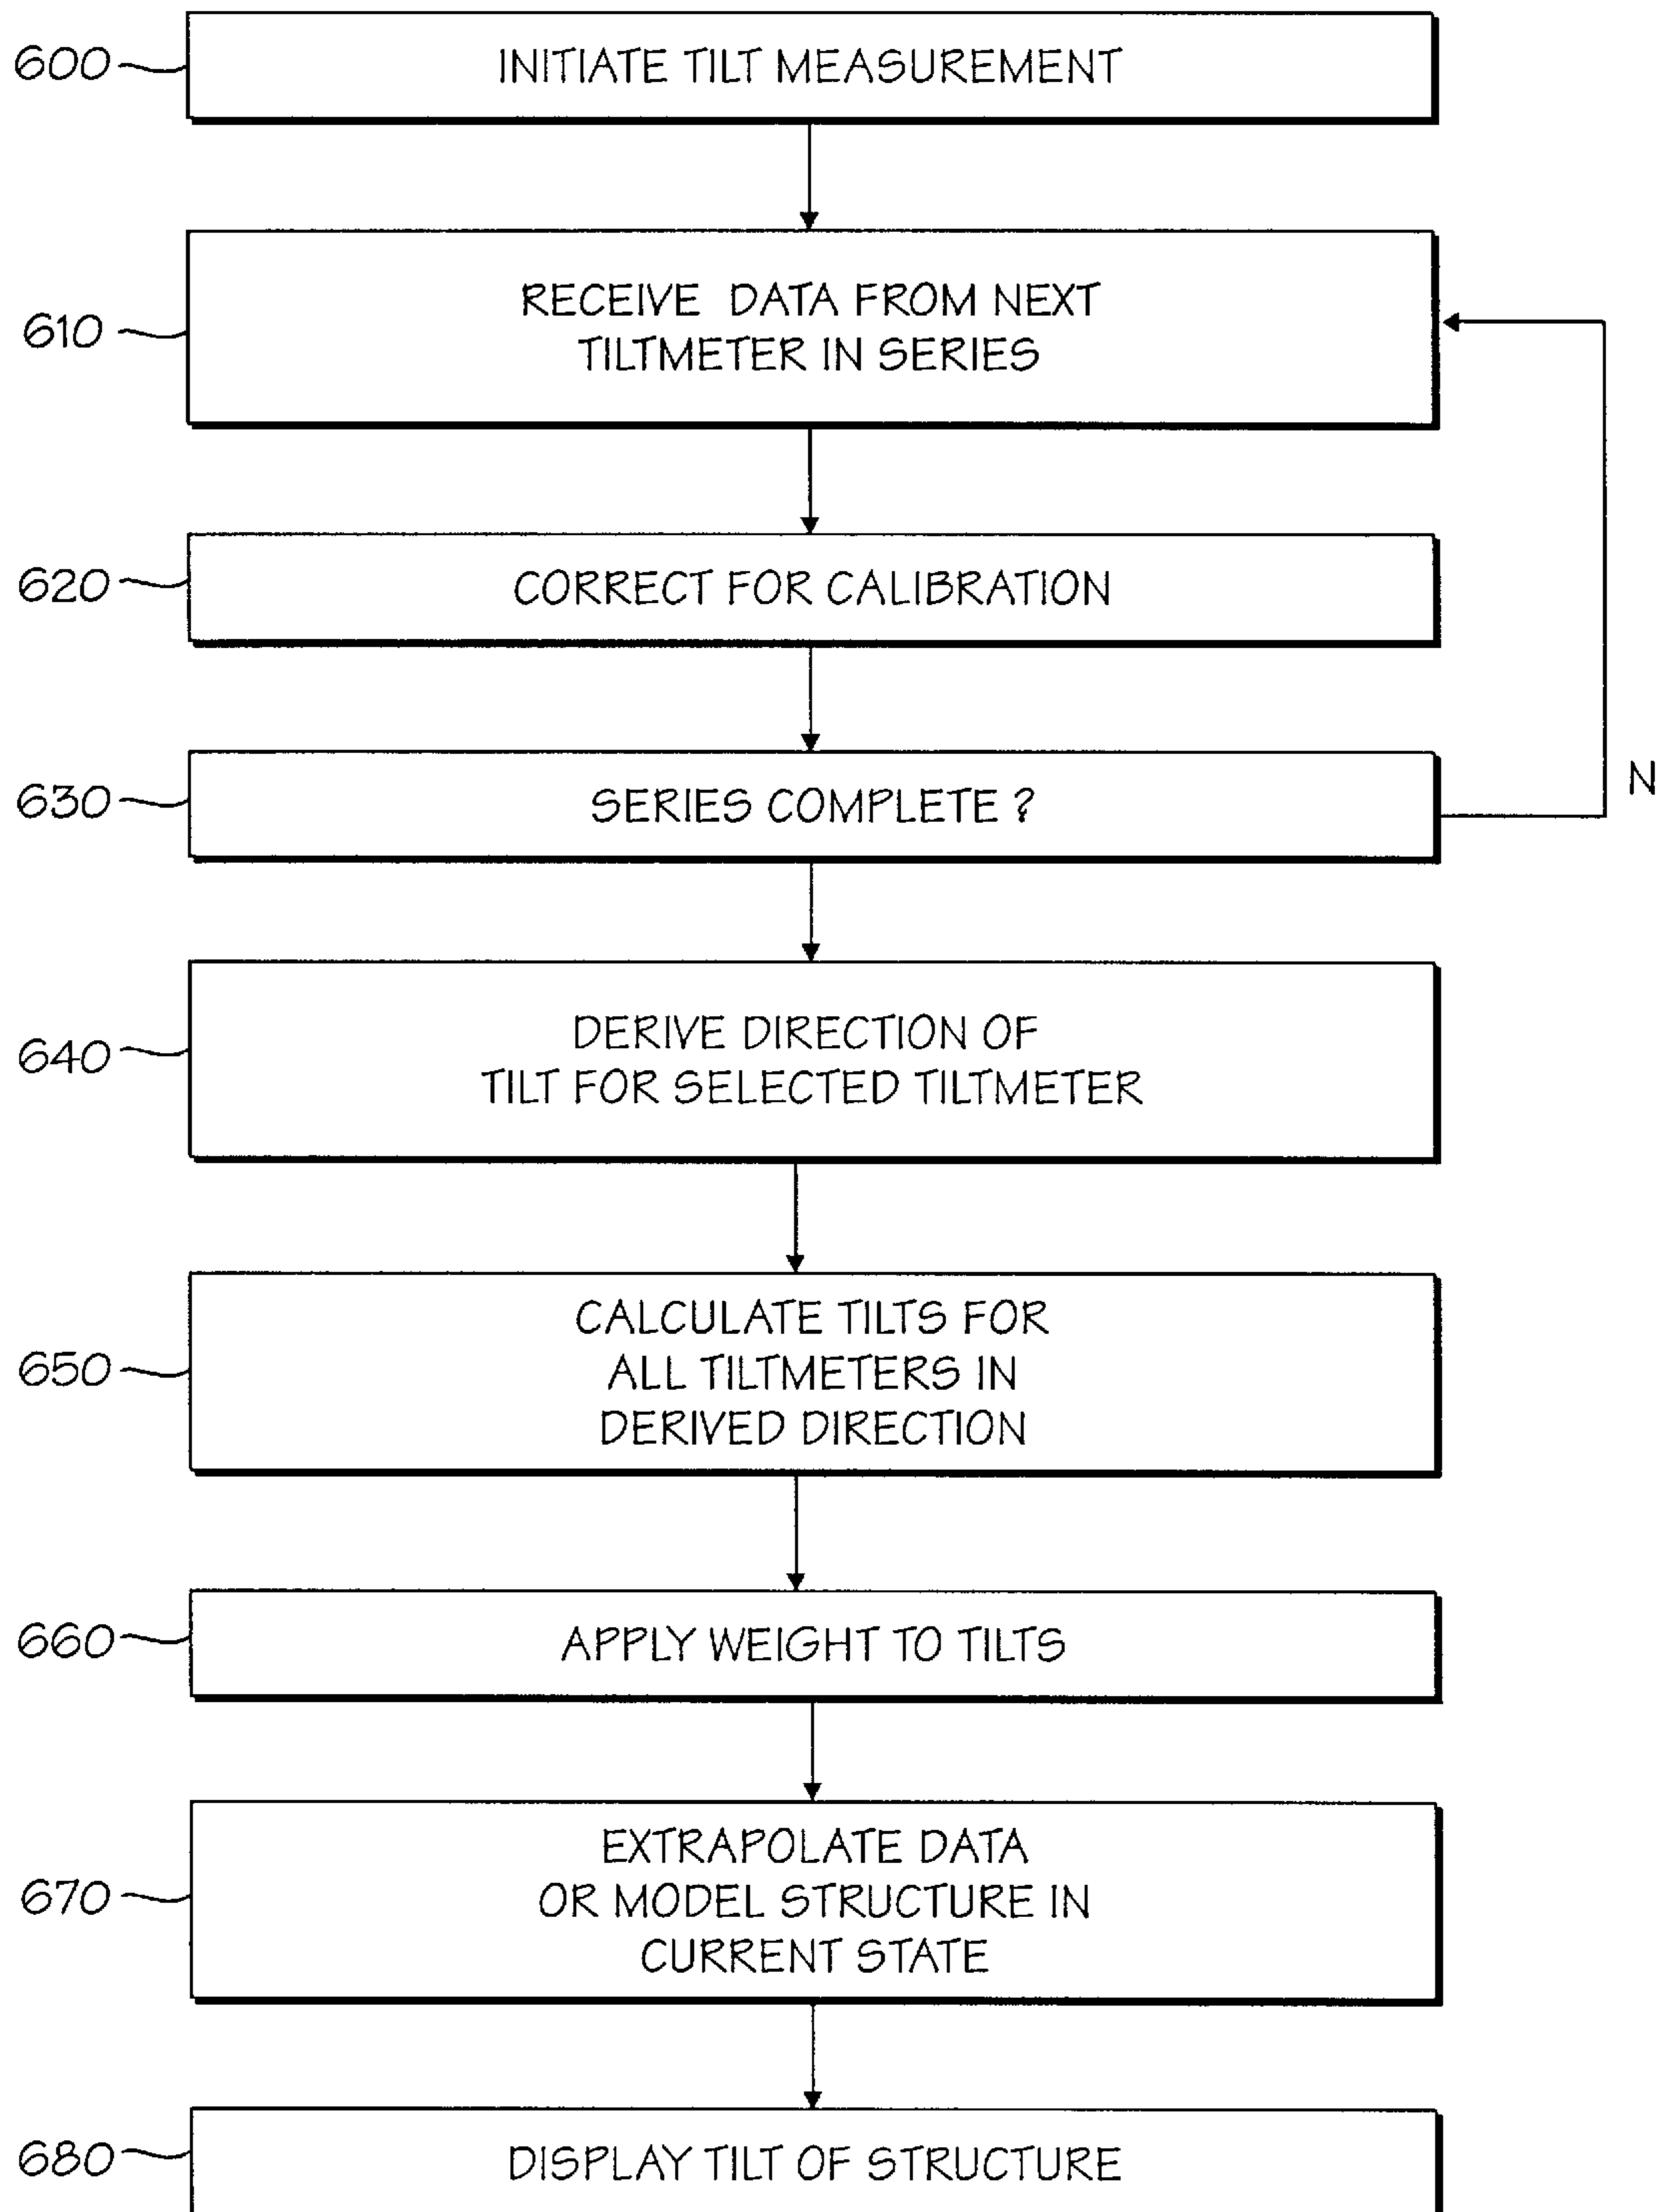 600
INITIATE TILT MEASUREMENT
610
RECEIVE DATA FROM NEXT
TILTMETER IN SERIES
620
CORRECT FOR CALIBRATION
630
SERIES COMPLETE ?
N
640
DERIVE DIRECTION OF
TILT FOR SELECTED TILTMETER
650
CALCULATE TILTS FOR
ALL TILTMETERS IN
DERIVED DIRECTION
660
APPLY WEIGHT TO TILTS
670
EXTRAPOLATE DATA
OR MODEL STRUCTURE IN
CURRENT STATE
680
DISPLAY TILT OF STRUCTURE